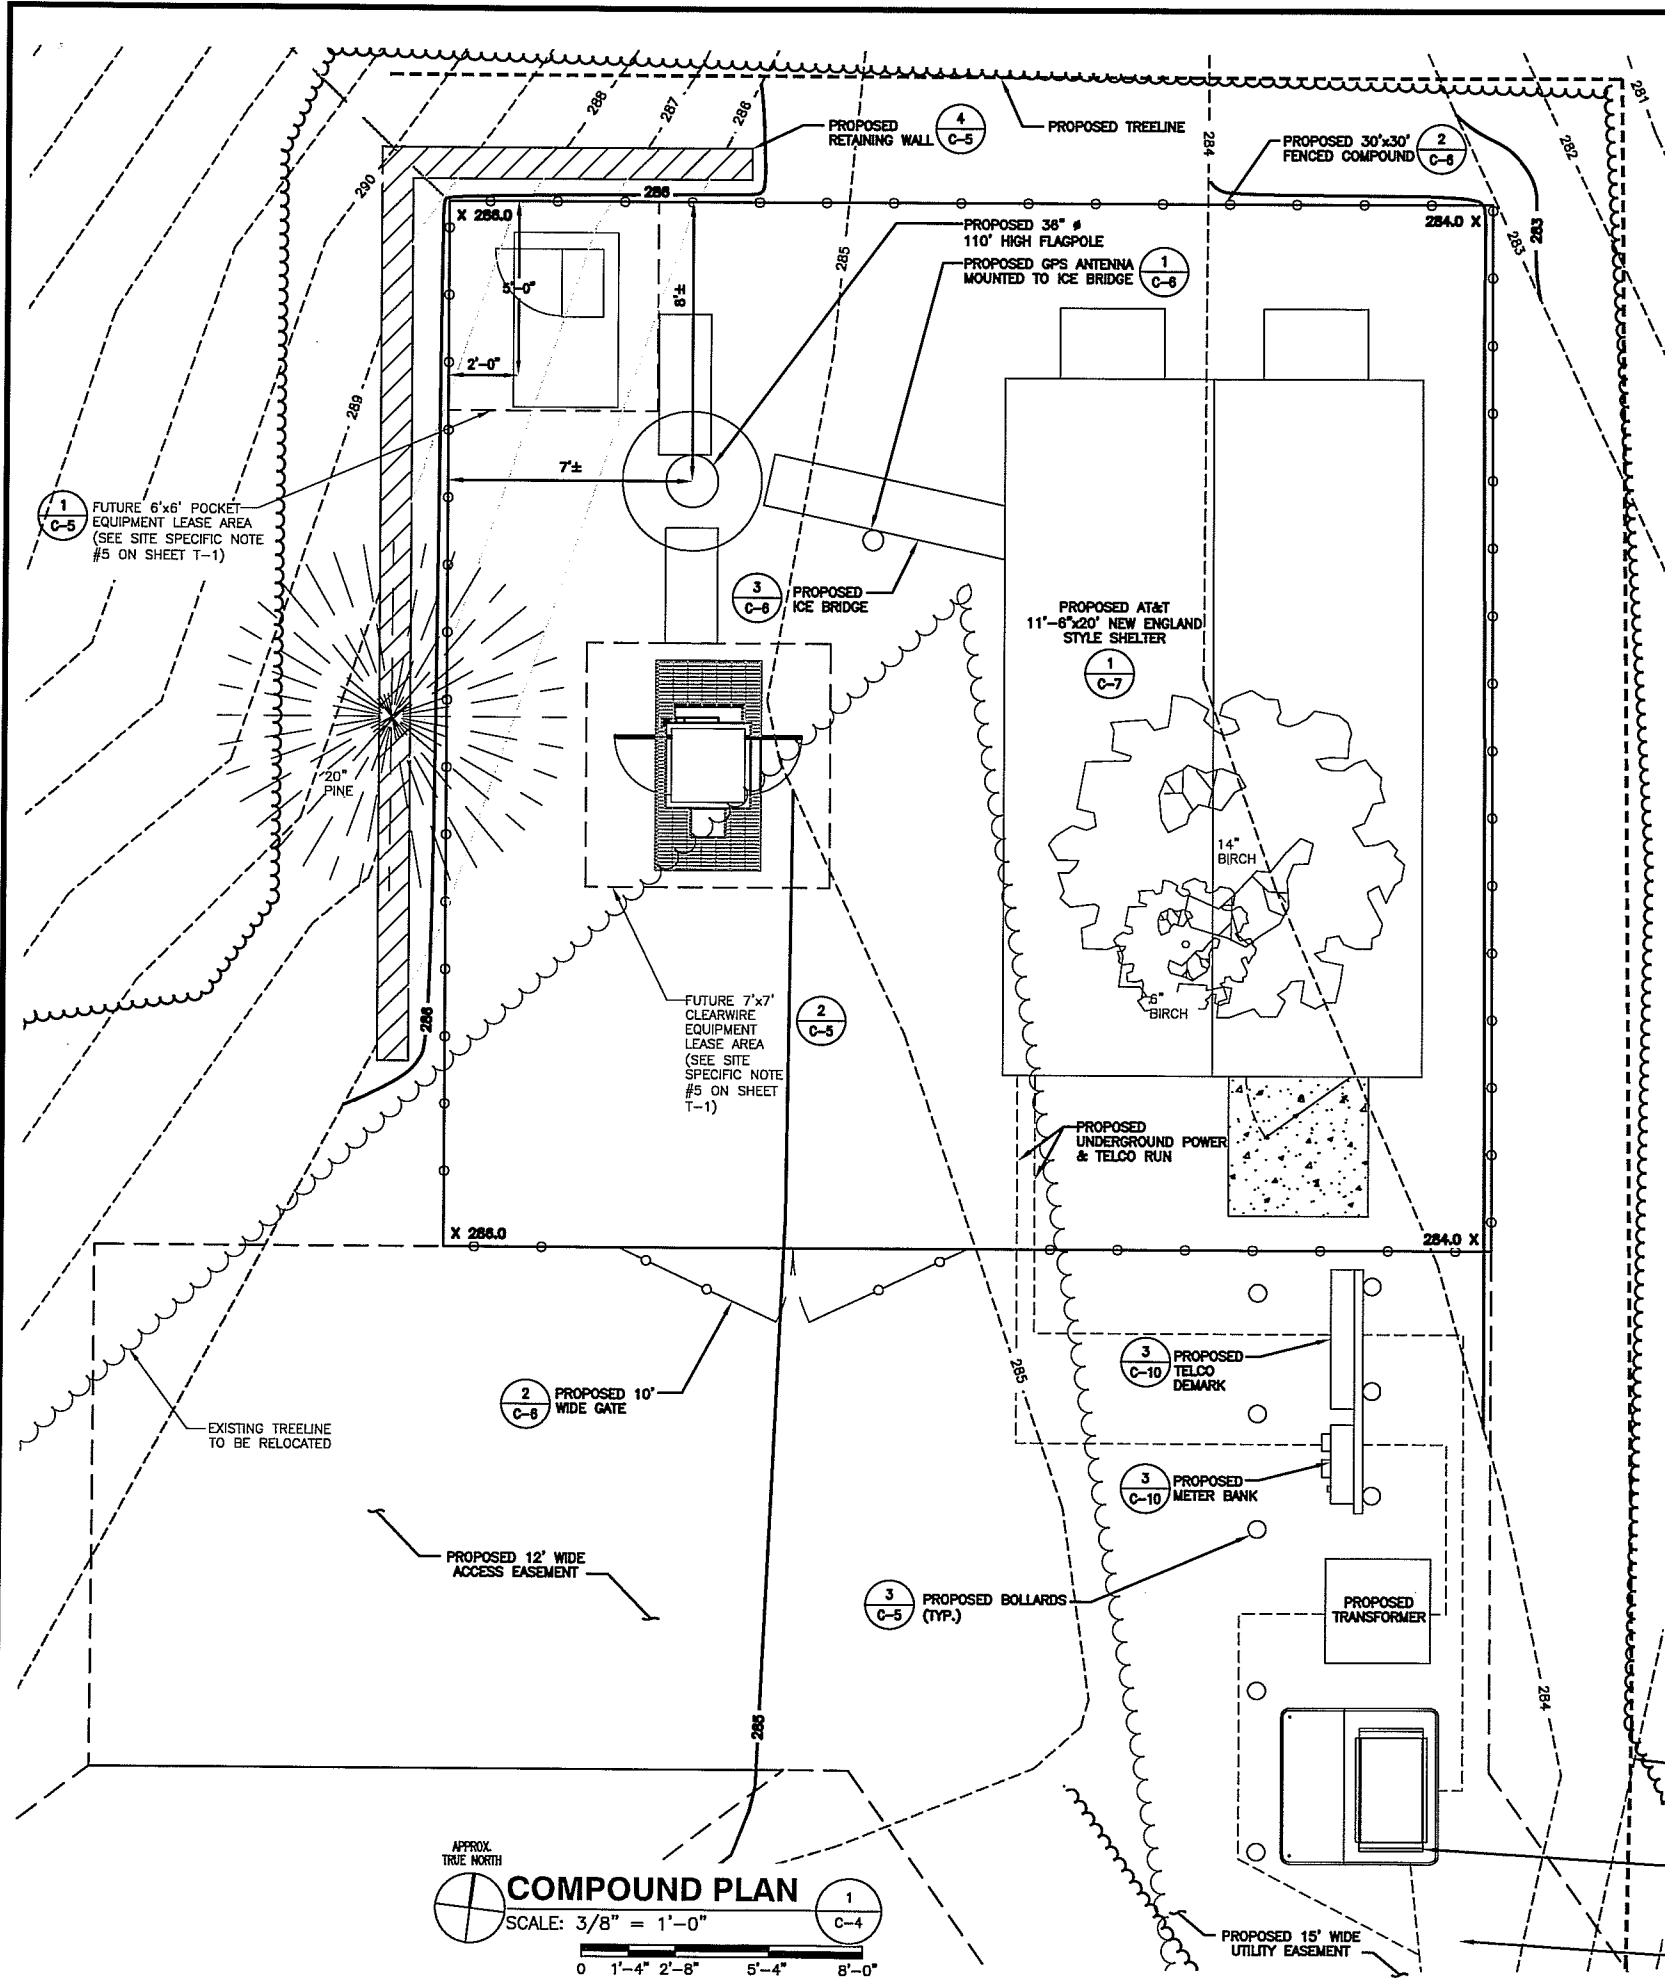 288
287
286
281
PROPOSED
RETAINING WALL
4
C-5
PROPOSED TREELINE
284
PROPOSED 30'x30'
FENCED COMPOUND
2
C-6
282
290
286
X 286.0
284.0 X
283
283
PROPOSED 36" ø
110' HIGH FLAGPOLE
285
PROPOSED GPS ANTENNA
MOUNTED TO ICE BRIDGE
1
C-6
5'-0"
8'±
2'-0"
289
7'±
1
C-5
FUTURE 6'x6' POCKET
EQUIPMENT LEASE AREA
(SEE SITE SPECIFIC NOTE
#5 ON SHEET T-1)
3
C-6
PROPOSED
ICE BRIDGE
PROPOSED AT&T
11'-6"x20' NEW ENGLAND
STYLE SHELTER
1
C-7
20"
PINE
14"
BIRCH
6"
BIRCH
286
FUTURE 7'x7'
CLEARWIRE
EQUIPMENT
LEASE AREA
(SEE SITE
SPECIFIC NOTE
#5 ON SHEET
T-1)
2
C-5
PROPOSED
UNDERGROUND POWER
& TELCO RUN
X 286.0
284.0 X
285
3
C-10
PROPOSED
TELCO
DEMARK
2
C-6
PROPOSED 10'
WIDE GATE
EXISTING TREELINE
TO BE RELOCATED
3
C-10
PROPOSED
METER BANK
PROPOSED 12' WIDE
ACCESS EASEMENT
3
C-5
PROPOSED BOLLARDS
(TYP.)
PROPOSED
TRANSFORMER
284
285
APPROX.
TRUE NORTH
COMPOUND PLAN
SCALE: 3/8" = 1'-0"
1
C-4
0 1'-4" 2'-8" 5'-4" 8'-0"
PROPOSED 15' WIDE
UTILITY EASEMENT